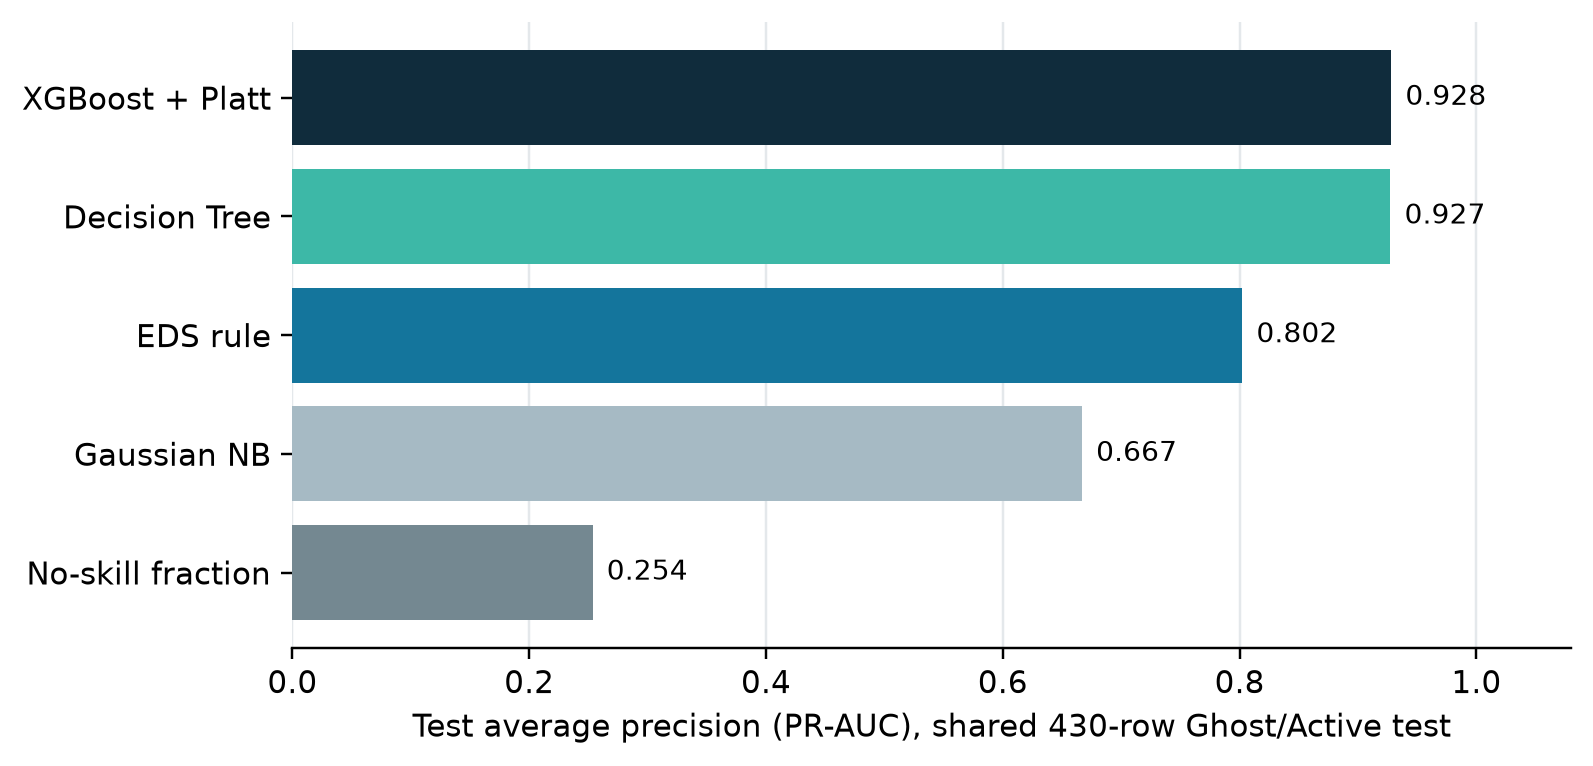 XGBoost + Platt 0.928
Decision Tree 0.927
EDS rule 0.802
Gaussian NB 0.667
No-skill fraction 0.254
0.0 0.2 0.4 0.6 0.8 1.0
Test average precision (PR-AUC), shared 430-row Ghost/Active test